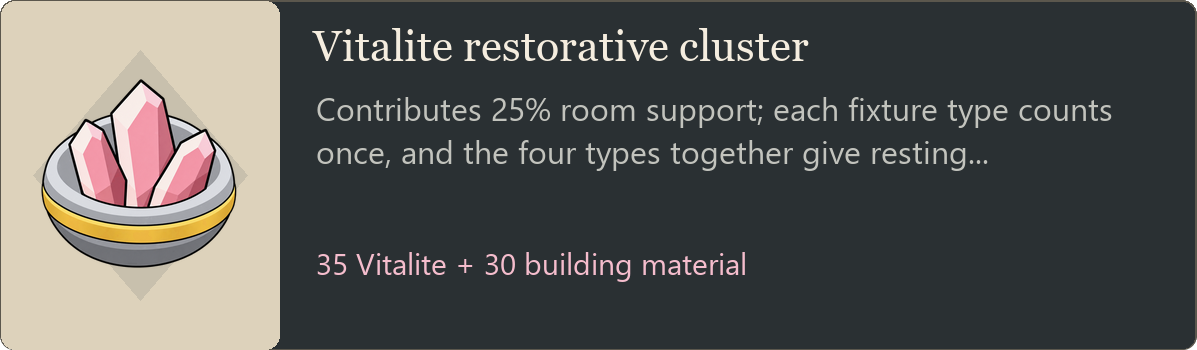 Vitalite restorative cluster
Contributes 25% room support; each fixture type counts
once, and the four types together give resting...
35 Vitalite + 30 building material